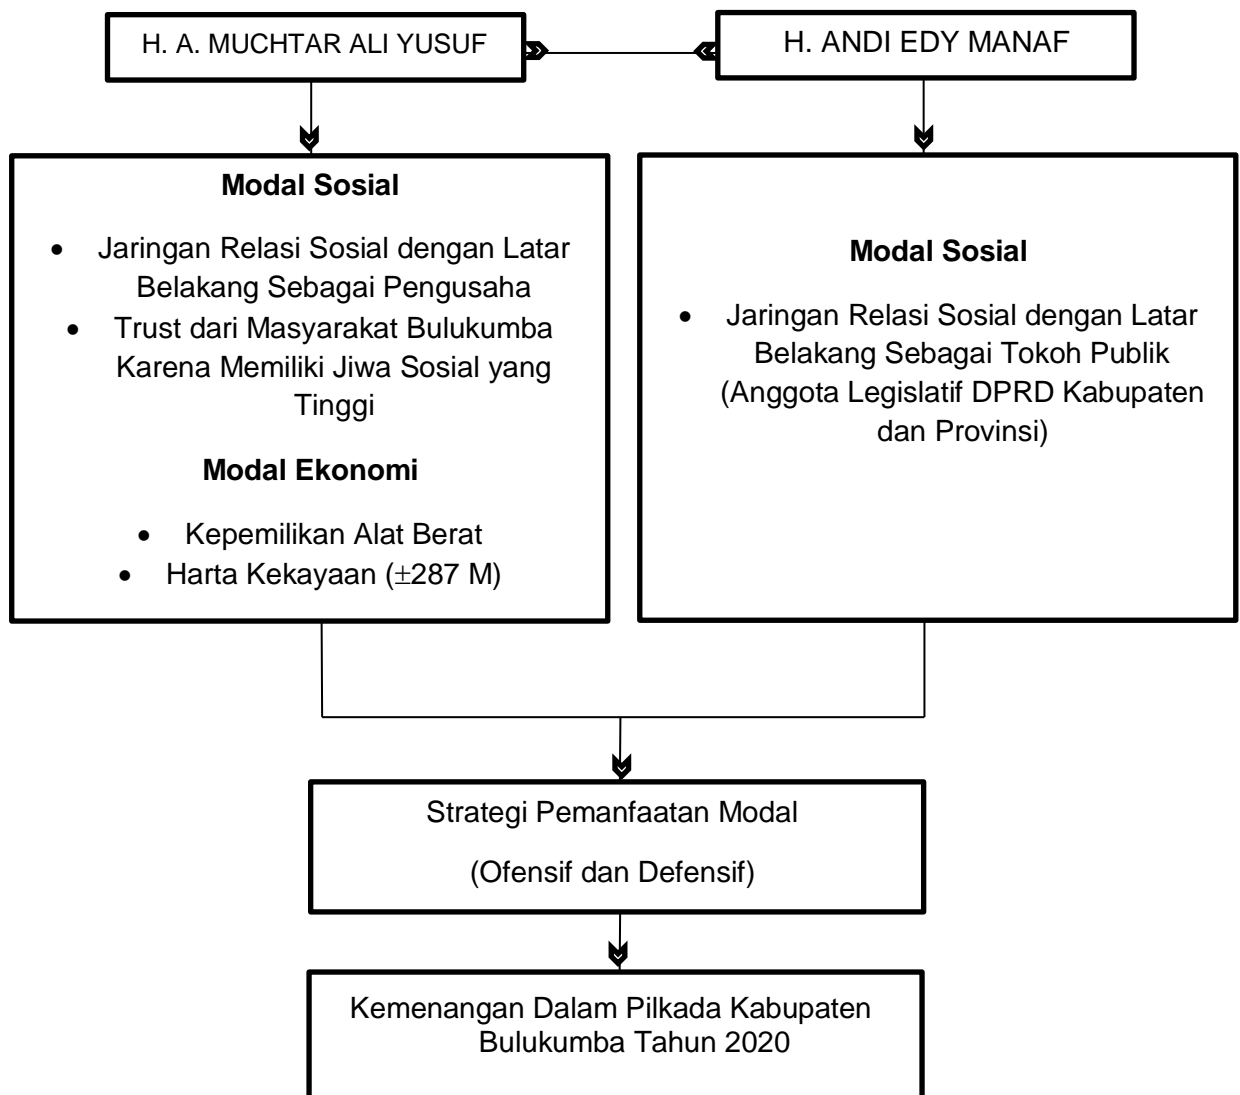 H. A. MUCHTAR ALI YUSUF
H. ANDI EDY MANAF
Modal Sosial
• Jaringan Relasi Sosial dengan Latar
Belakang Sebagai Pengusaha
• Trust dari Masyarakat Bulukumba
Karena Memiliki Jiwa Sosial yang
Tinggi
Modal Ekonomi
• Kepemilikan Alat Berat
• Harta Kekayaan (±287 M)
Modal Sosial
• Jaringan Relasi Sosial dengan Latar
Belakang Sebagai Tokoh Publik
(Anggota Legislatif DPRD Kabupaten
dan Provinsi)
Strategi Pemanfaatan Modal
(Ofensif dan Defensif)
Kemenangan Dalam Pilkada Kabupaten
Bulukumba Tahun 2020